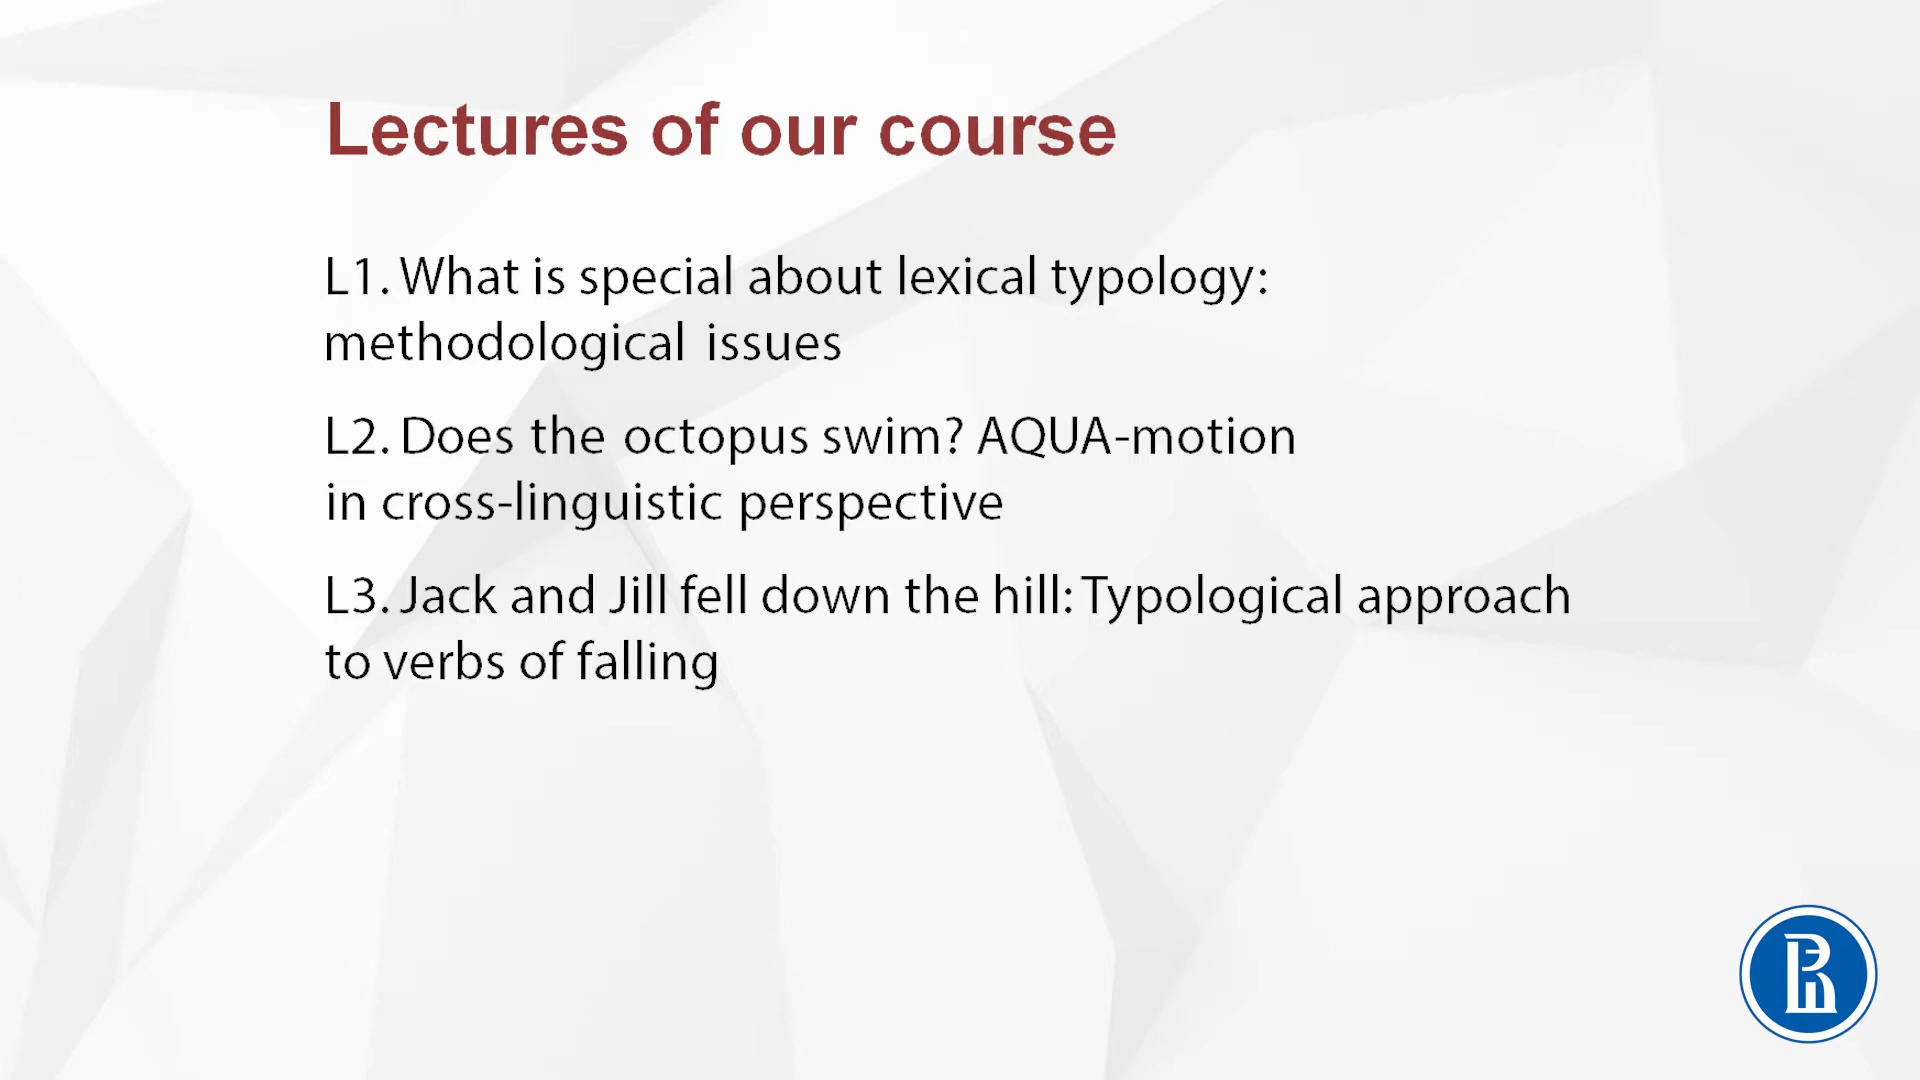 Lectures of our course
L1. What is special about lexical typology:
methodological issues
L2. Does the octopus swim? AQUA-motion
in cross-linguistic perspective
L3. Jack and Jill fell down the hill: Typological approach
to verbs of falling